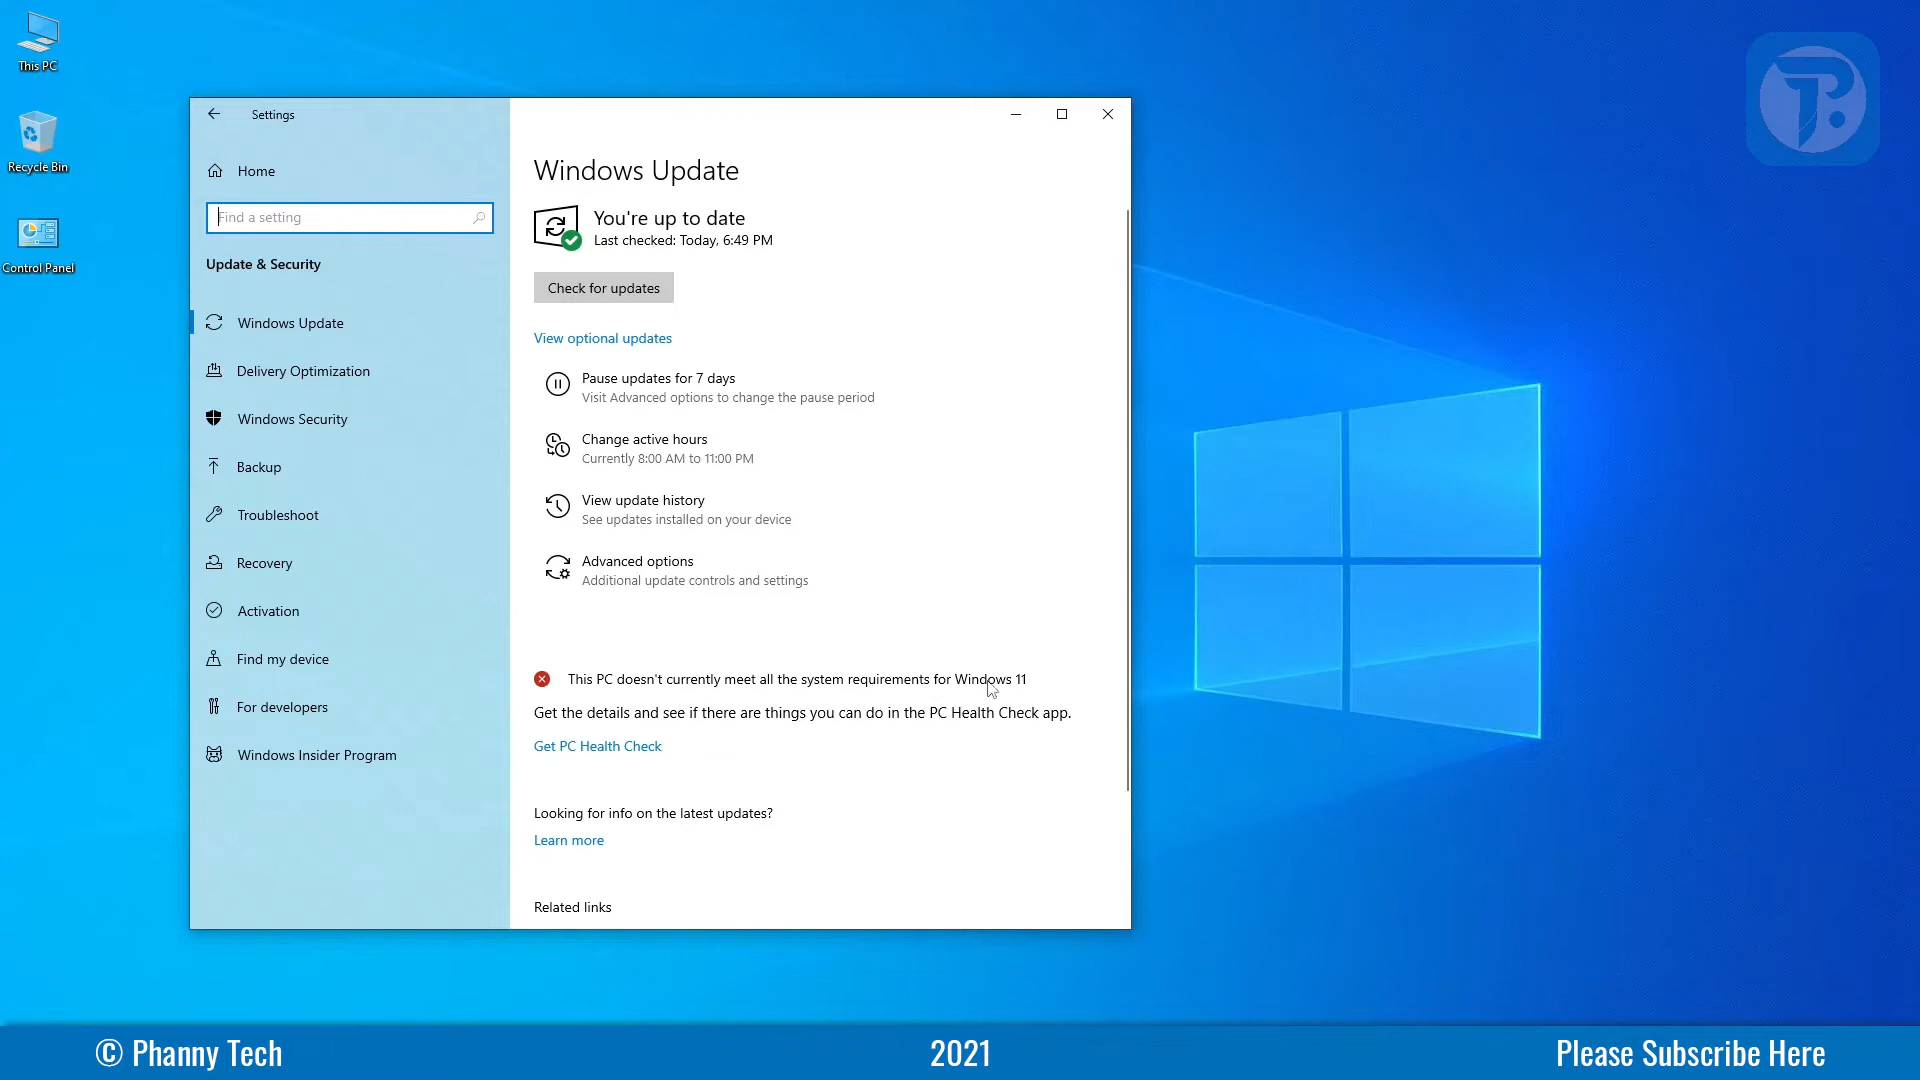 This PC
Recycle Bin
Control Panel
Settings
Home
Find a setting
Update & Security
Windows Update
Delivery Optimization
Windows Security
Backup
Troubleshoot
Recovery
Activation
Find my device
For developers
Windows Insider Program
Windows Update
You're up to date
Last checked: Today, 6:49 PM
Check for updates
View optional updates
Pause updates for 7 days
Visit Advanced options to change the pause period
Change active hours
Currently 8:00 AM to 11:00 PM
View update history
See updates installed on your device
Advanced options
Additional update controls and settings
This PC doesn't currently meet all the system requirements for Windows 11
Get the details and see if there are things you can do in the PC Health Check app.
Get PC Health Check
Looking for info on the latest updates?
Learn more
Related links
© Phanny Tech
2021
Please Subscribe Here